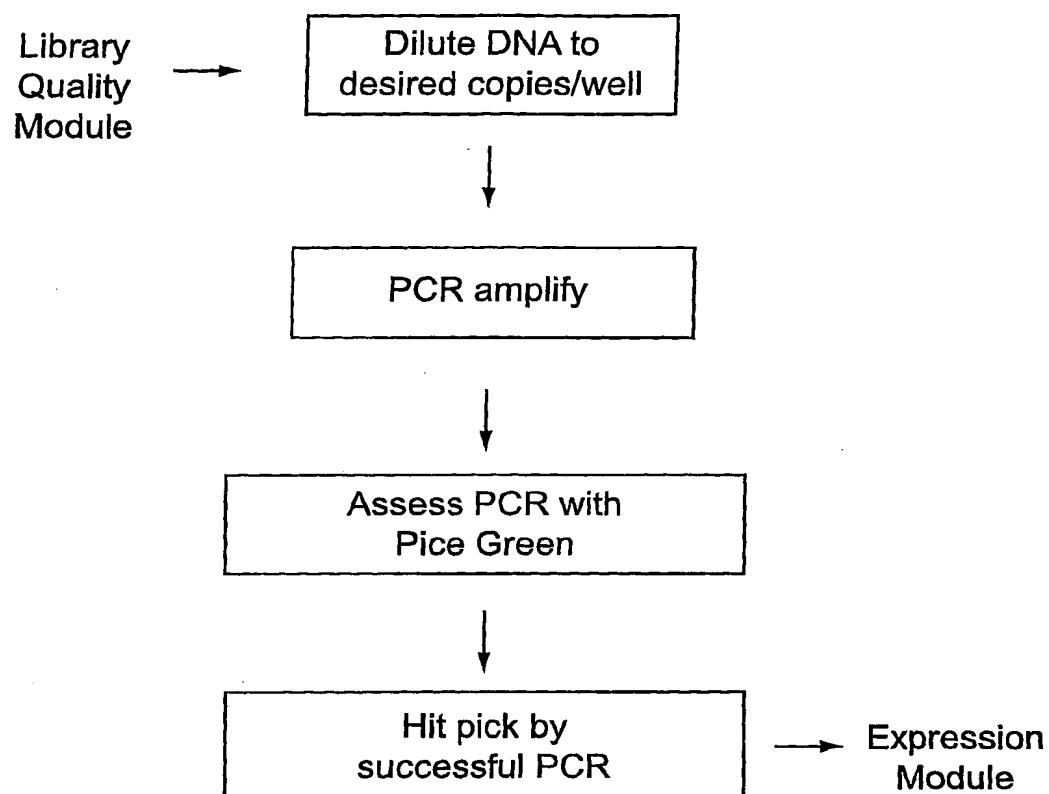 Library
Quality
Module
Dilute DNA to
desired copies/well
PCR amplify
Assess PCR with
Pice Green
Hit pick by
successful PCR
Expression
Module